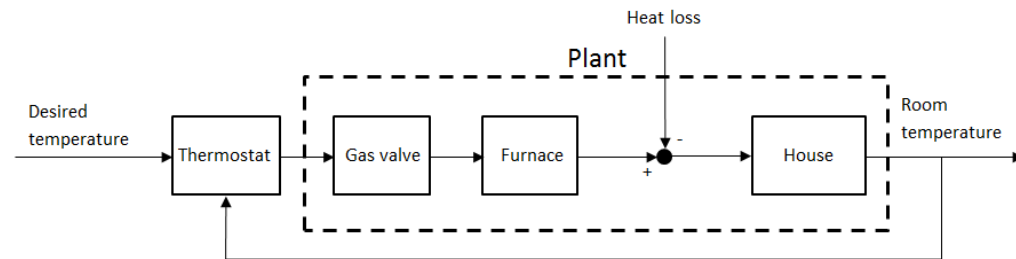 Heat loss
Plant
Desired
temperature
Room
temperature
Thermostat
Gas valve
Furnace
House
-
+